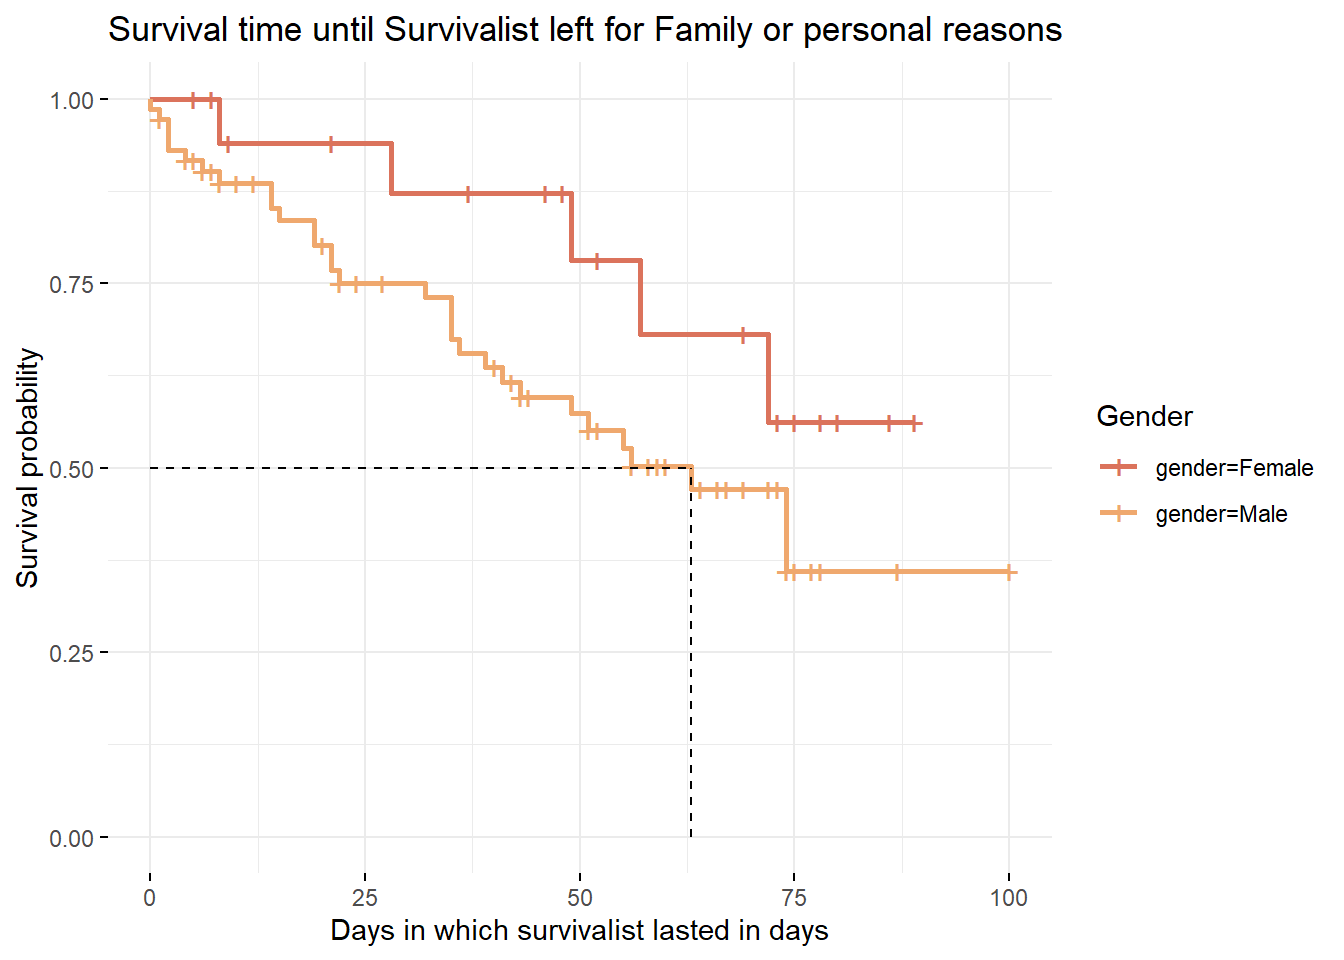 Survival time until Survivalist left for Family or personal reasons
1.00
0.75
0.50
0.25
0.00
Survival probability
0 25 50 75 100
Days in which survivalist lasted in days
Gender
gender=Female
gender=Male